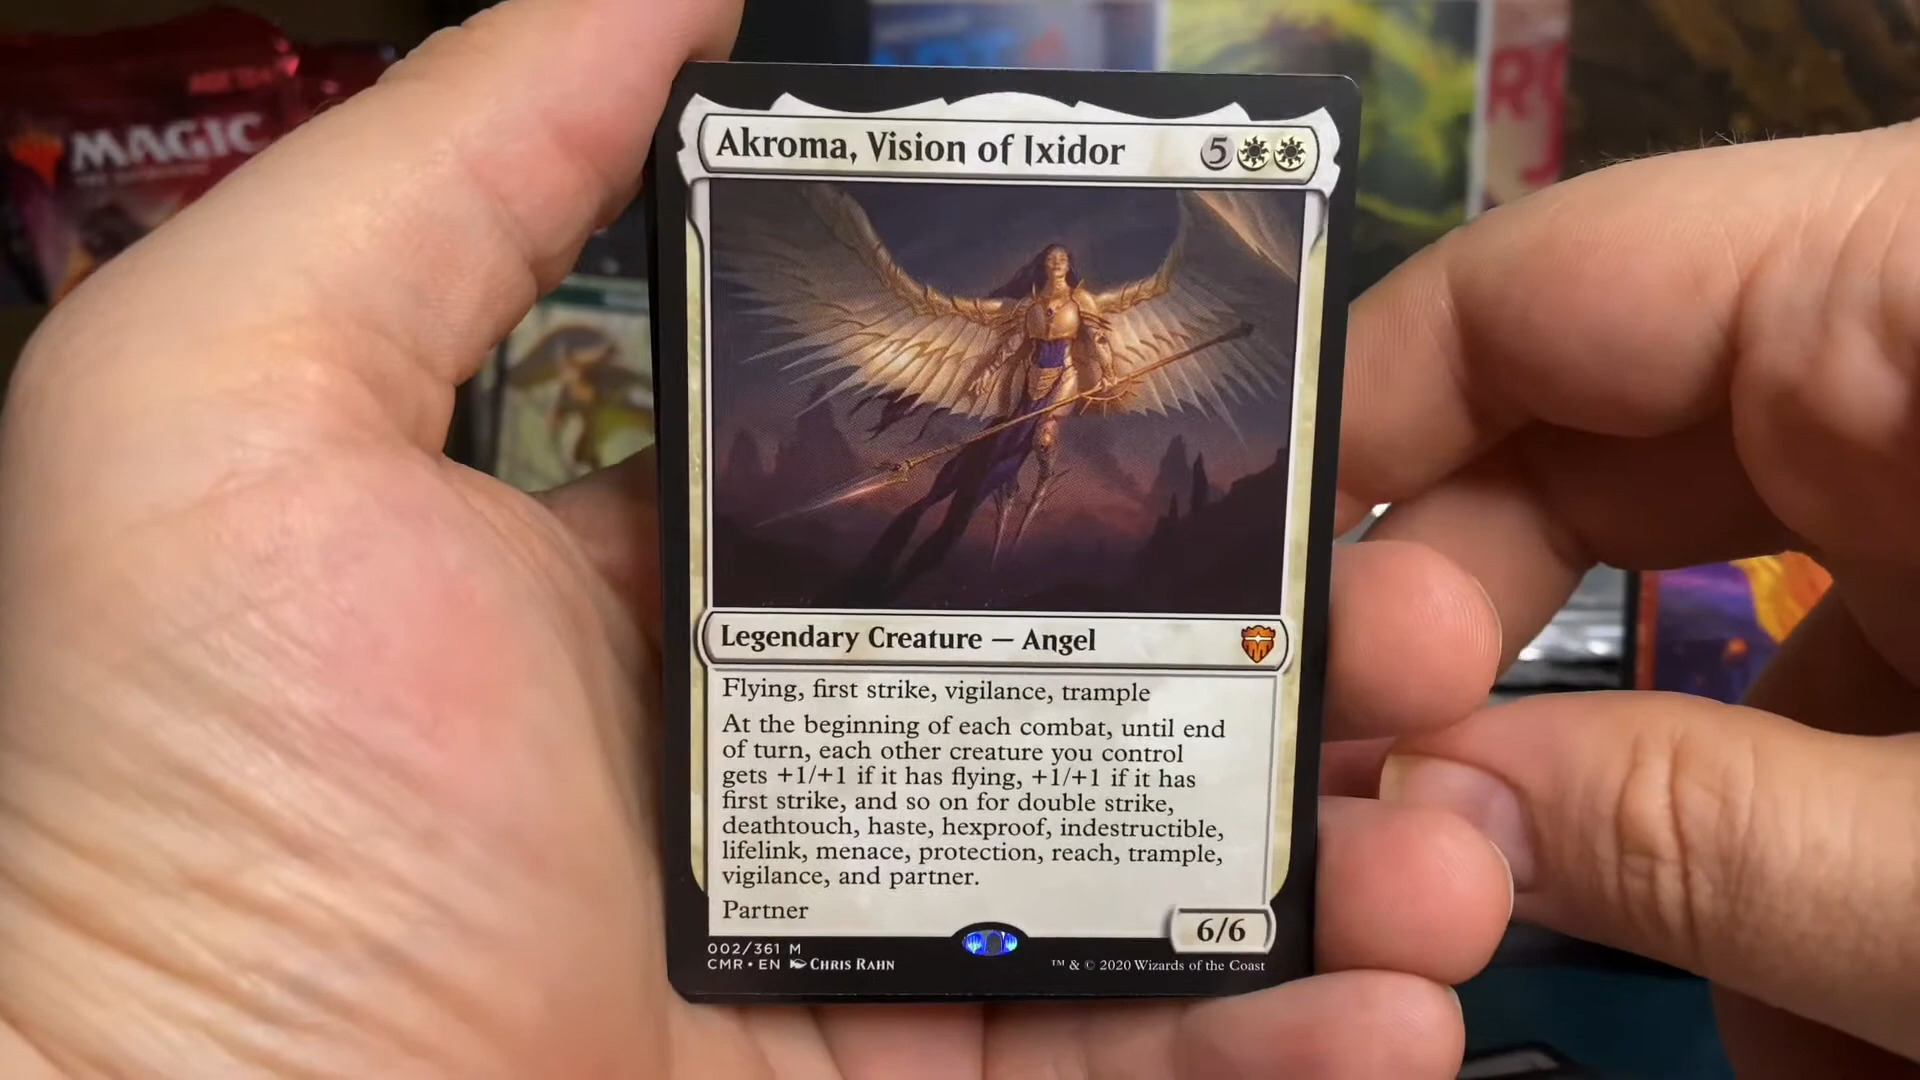 MAGIC
Akroma, Vision of Ixidor 5
Legendary Creature — Angel
Flying, first strike, vigilance, trample
At the beginning of each combat, until end
of turn, each other creature you control
gets +1/+1 if it has flying, +1/+1 if it has
first strike, and so on for double strike,
deathtouch, haste, hexproof, indestructible,
lifelink, menace, protection, reach, trample,
vigilance, and partner.
Partner
6/6
002/361 M
CMR • EN Chris Rahn
™ & © 2020 Wizards of the Coast